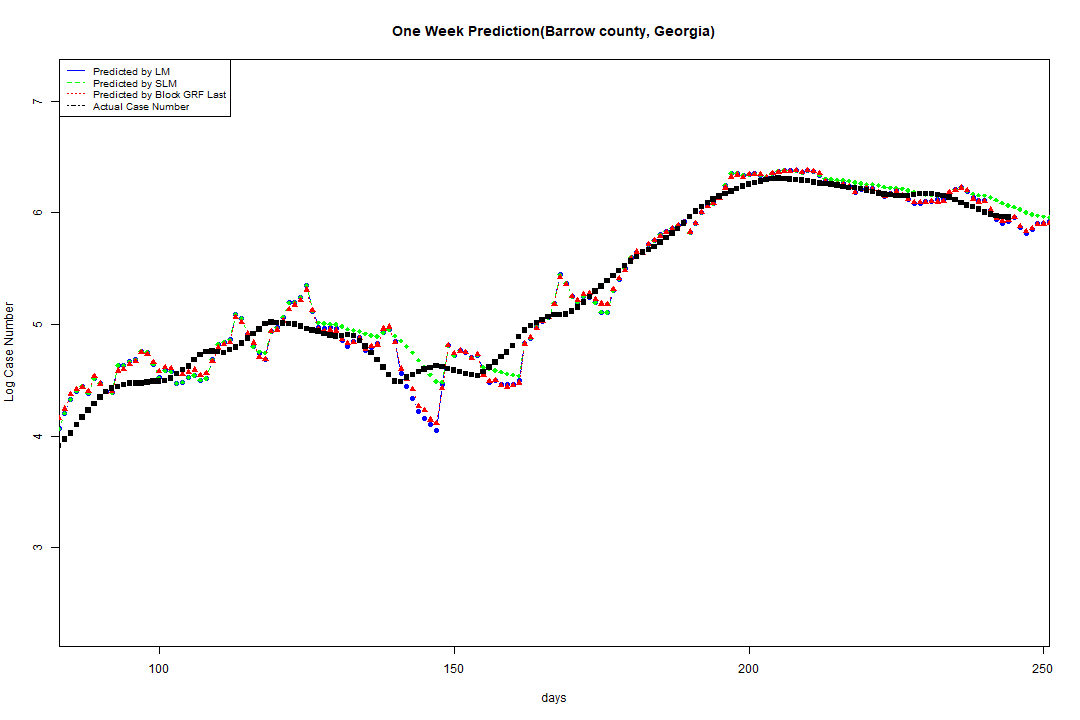 One Week Prediction(Barrow county, Georgia)
Predicted by LM
Predicted by SLM
Predicted by Block GRF Last
Actual Case Number
7
6
5
4
3
Log Case Number
100
150
200
250
days